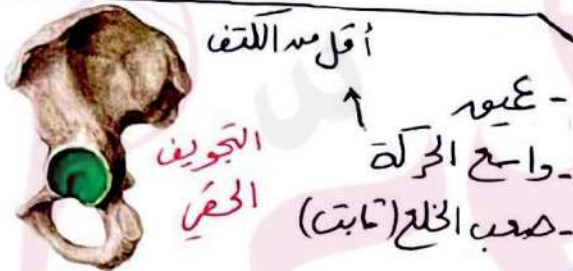 أقل من الكتف
↑
- عميق
- واسع الحركة
- صعب الخلع (ثابت)
التجويف
الحقي